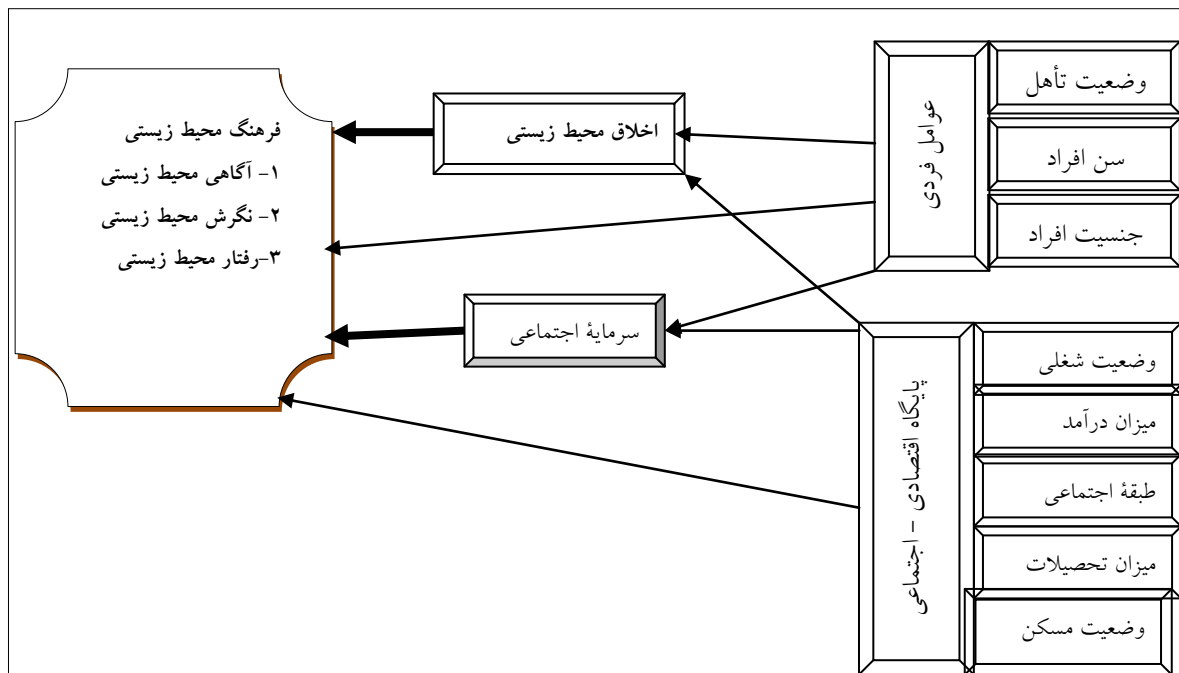 وضعیت تأهل
سن افراد
جنسیت افراد
عوامل فردی
وضعیت شغلی
میزان درآمد
طبقۀ اجتماعی
میزان تحصیلات
وضعیت مسکن
پایگاه اقتصادی – اجتماعی
اخلاق محیط زیستی
سرمایۀ اجتماعی
فرهنگ محیط زیستی
۱- آگاهی محیط زیستی
۲- نگرش محیط زیستی
۳-رفتار محیط زیستی